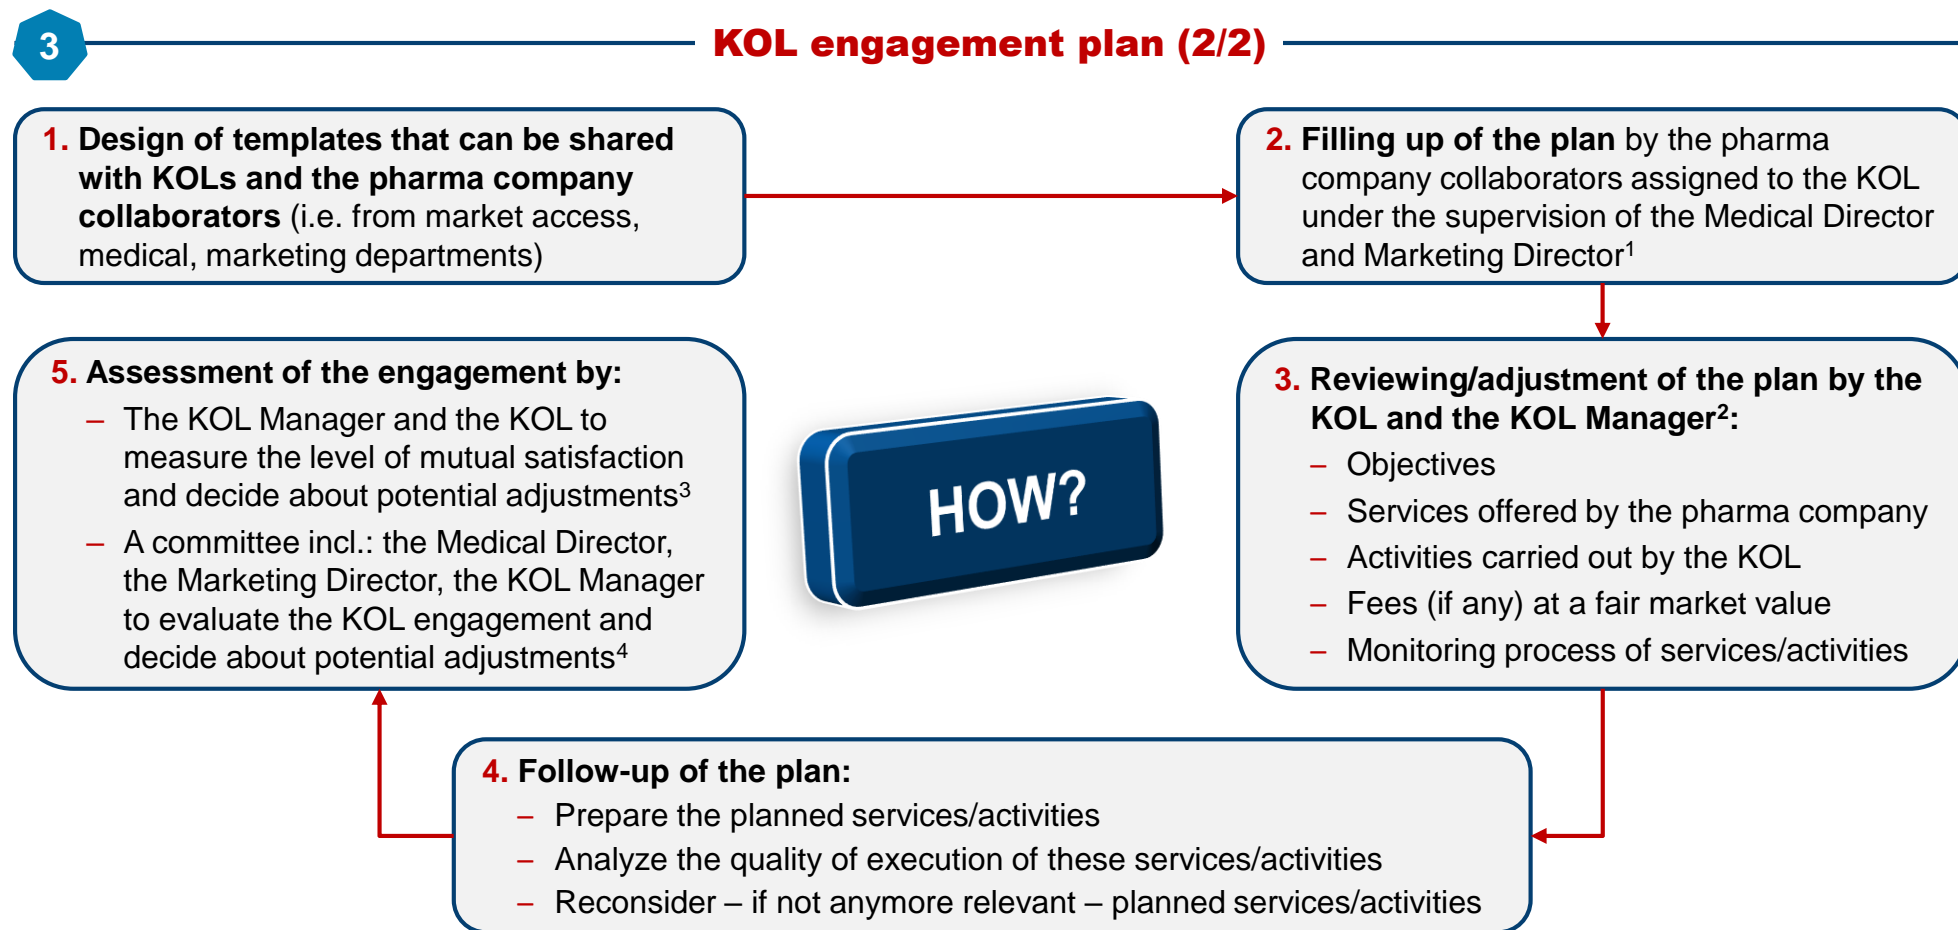 3
KOL engagement plan (2/2)
1. Design of templates that can be shared
with KOLs and the pharma company
collaborators (i.e. from market access,
medical, marketing departments)
2. Filling up of the plan by the pharma
company collaborators assigned to the KOL
under the supervision of the Medical Director
and Marketing Director¹
3. Reviewing/adjustment of the plan by the
KOL and the KOL Manager²:
– Objectives
– Services offered by the pharma company
– Activities carried out by the KOL
– Fees (if any) at a fair market value
– Monitoring process of services/activities
4. Follow-up of the plan:
– Prepare the planned services/activities
– Analyze the quality of execution of these services/activities
– Reconsider – if not anymore relevant – planned services/activities
5. Assessment of the engagement by:
– The KOL Manager and the KOL to
measure the level of mutual satisfaction
and decide about potential adjustments³
– A committee incl.: the Medical Director,
the Marketing Director, the KOL Manager
to evaluate the KOL engagement and
decide about potential adjustments⁴
HOW?